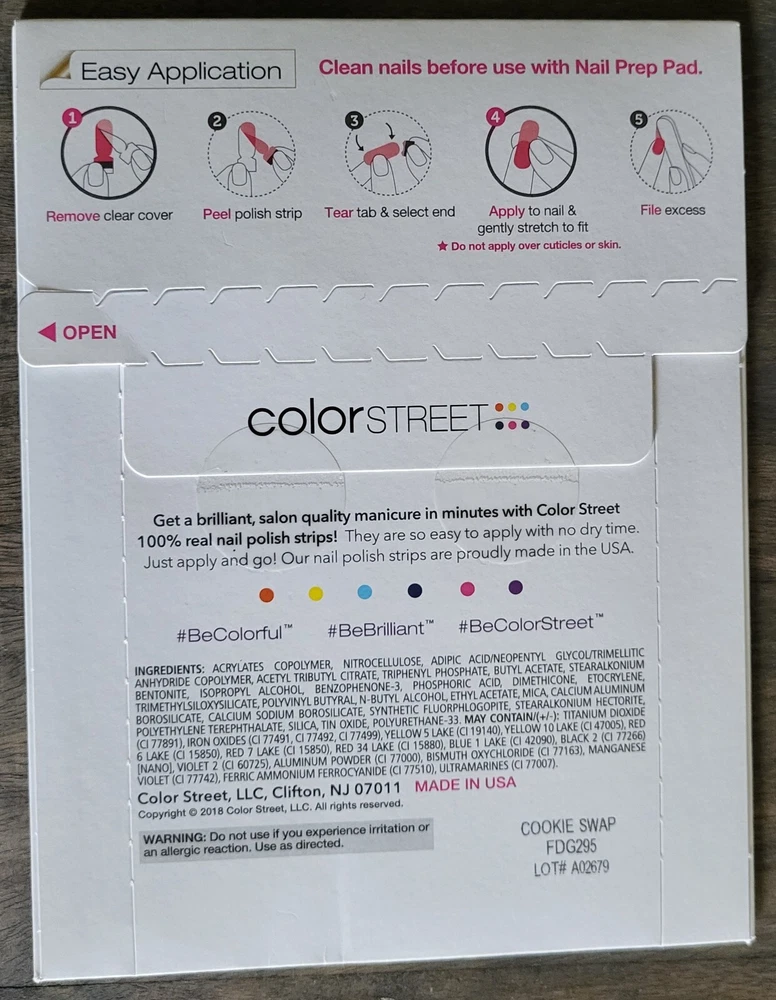 Easy Application
Clean nails before use with Nail Prep Pad.
1
2
3
4
5
Remove clear cover
Peel polish strip
Tear tab & select end
Apply to nail &
gently stretch to fit
★ Do not apply over cuticles or skin.
File excess
OPEN
colorSTREET
Get a brilliant, salon quality manicure in minutes with Color Street
100% real nail polish strips! They are so easy to apply with no dry time.
Just apply and go! Our nail polish strips are proudly made in the USA.
#BeColorful™ #BeBrilliant™ #BeColorStreet™
INGREDIENTS: ACRYLATES COPOLYMER, NITROCELLULOSE, ADIPIC ACID/NEOPENTYL GLYCOL/TRIMELLITIC
ANHYDRIDE COPOLYMER, ACETYL TRIBUTYL CITRATE, TRIPHENYL PHOSPHATE, BUTYL ACETATE, STEARALKONIUM
BENTONITE, ISOPROPYL ALCOHOL, BENZOPHENONE-3, PHOSPHORIC ACID, DIMETHICONE, ETOCRYLENE,
TRIMETHYLSILOXYSILICATE, POLYVINYL BUTYRAL, N-BUTYL ALCOHOL, ETHYL ACETATE, MICA, CALCIUM ALUMINUM
BOROSILICATE, CALCIUM SODIUM BOROSILICATE, SYNTHETIC FLUORPHLOGOPITE, STEARALKONIUM HECTORITE,
POLYETHYLENE TEREPHTHALATE, SILICA, TIN OXIDE, POLYURETHANE-33. MAY CONTAIN/(+/-): TITANIUM DIOXIDE
(CI 77891), IRON OXIDES (CI 77491, CI 77492, CI 77499), YELLOW 5 LAKE (CI 19140), YELLOW 10 LAKE (CI 47005), RED
6 LAKE (CI 15850), RED 7 LAKE (CI 15850), RED 34 LAKE (CI 15880), BLUE 1 LAKE (CI 42090), BLACK 2 (CI 77266)
[NANO], VIOLET 2 (CI 60725), ALUMINUM POWDER (CI 77000), BISMUTH OXYCHLORIDE (CI 77163), MANGANESE
VIOLET (CI 77742), FERRIC AMMONIUM FERROCYANIDE (CI 77510), ULTRAMARINES (CI 77007).
Color Street, LLC, Clifton, NJ 07011 MADE IN USA
Copyright © 2018 Color Street, LLC. All rights reserved.
WARNING: Do not use if you experience irritation or
an allergic reaction. Use as directed.
COOKIE SWAP
FDG295
LOT# A02679